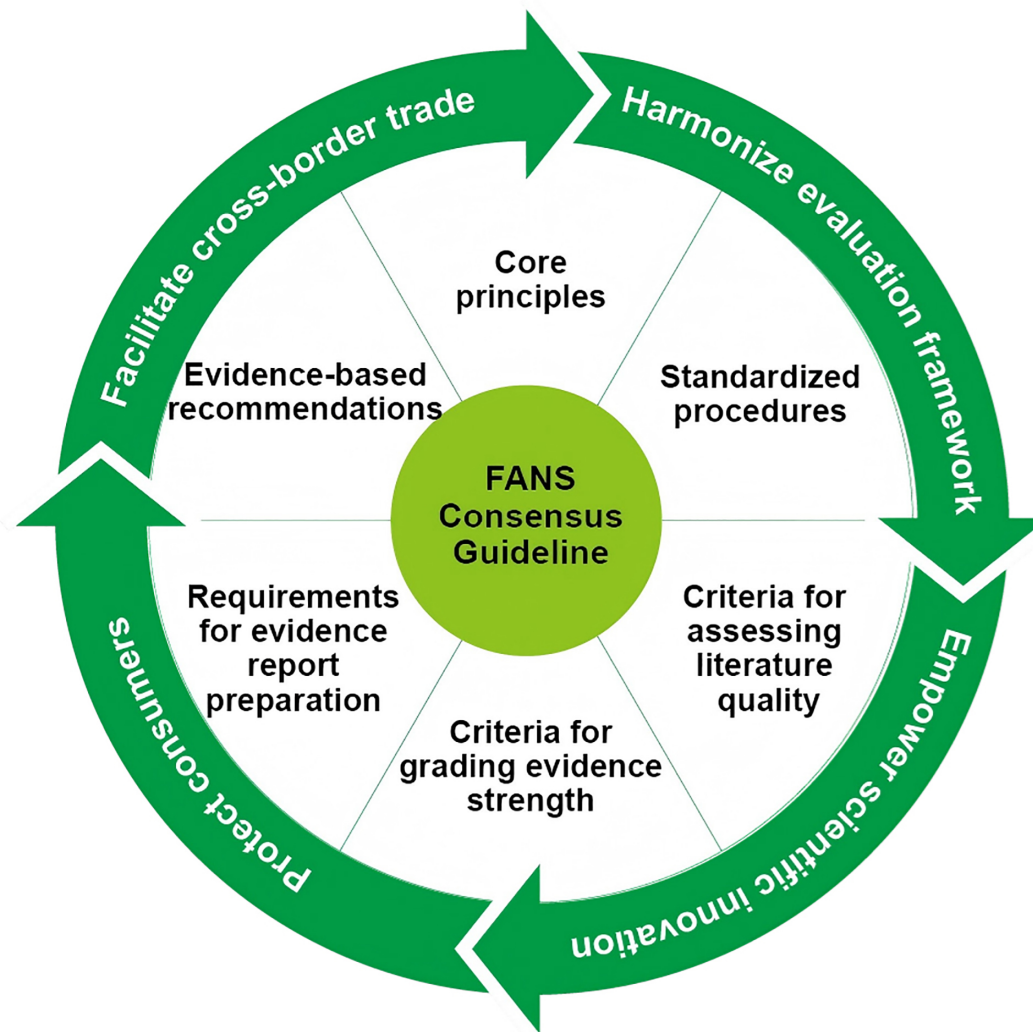 Facilitate cross-border trade
Harmonize evaluation framework
Empower scientific innovation
Protect consumers
Core
principles
Standardized
procedures
Criteria for
assessing
literature
quality
Criteria for
grading evidence
strength
Requirements
for evidence
report
preparation
Evidence-based
recommendations
FANS
Consensus
Guideline